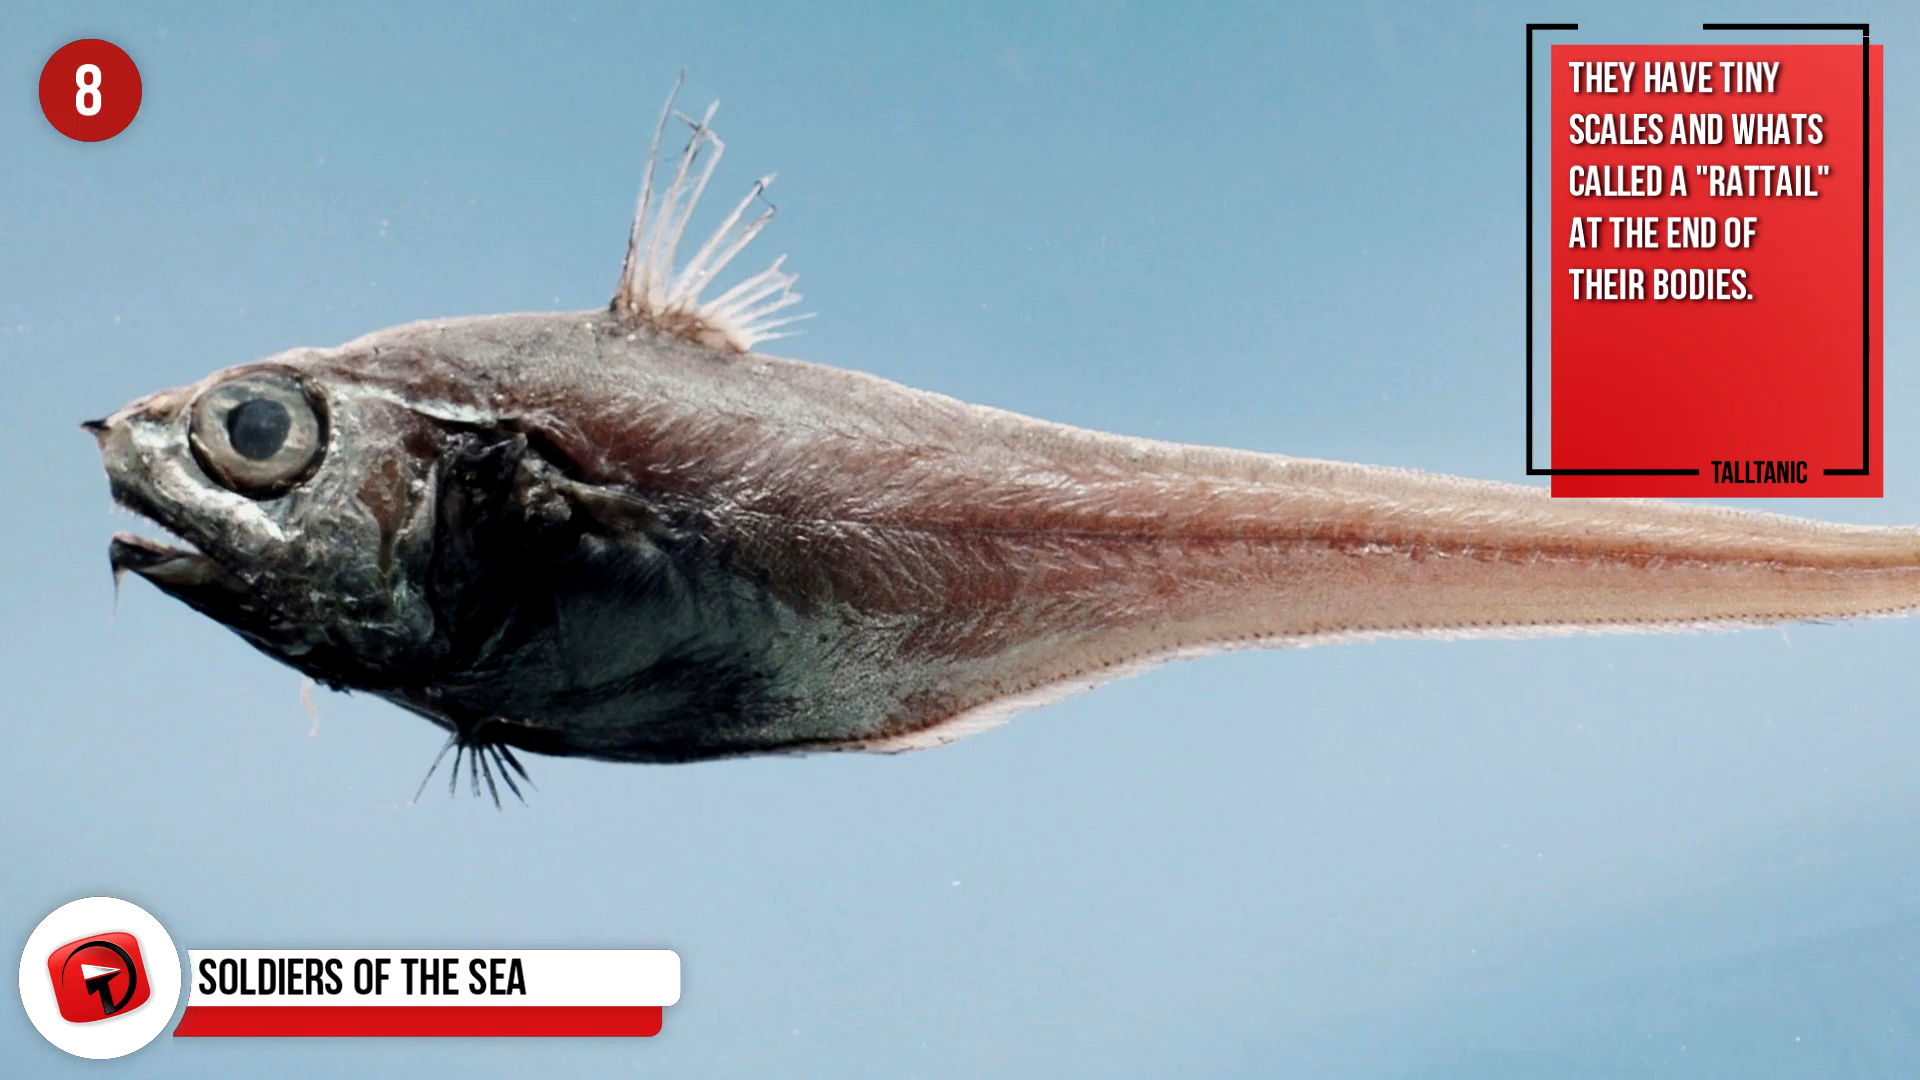 8
THEY HAVE TINY
SCALES AND WHATS
CALLED A "RATTAIL"
AT THE END OF
THEIR BODIES.
TALLTANIC
SOLDIERS OF THE SEA